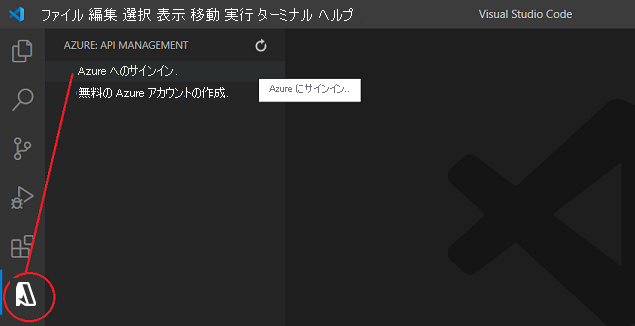 ファイル 編集 選択 表示 移動 実行 ターミナル ヘルプ
Visual Studio Code
AZURE: API MANAGEMENT
Azure へのサインイン.
無料の Azure アカウントの作成.
Azure にサインイン..